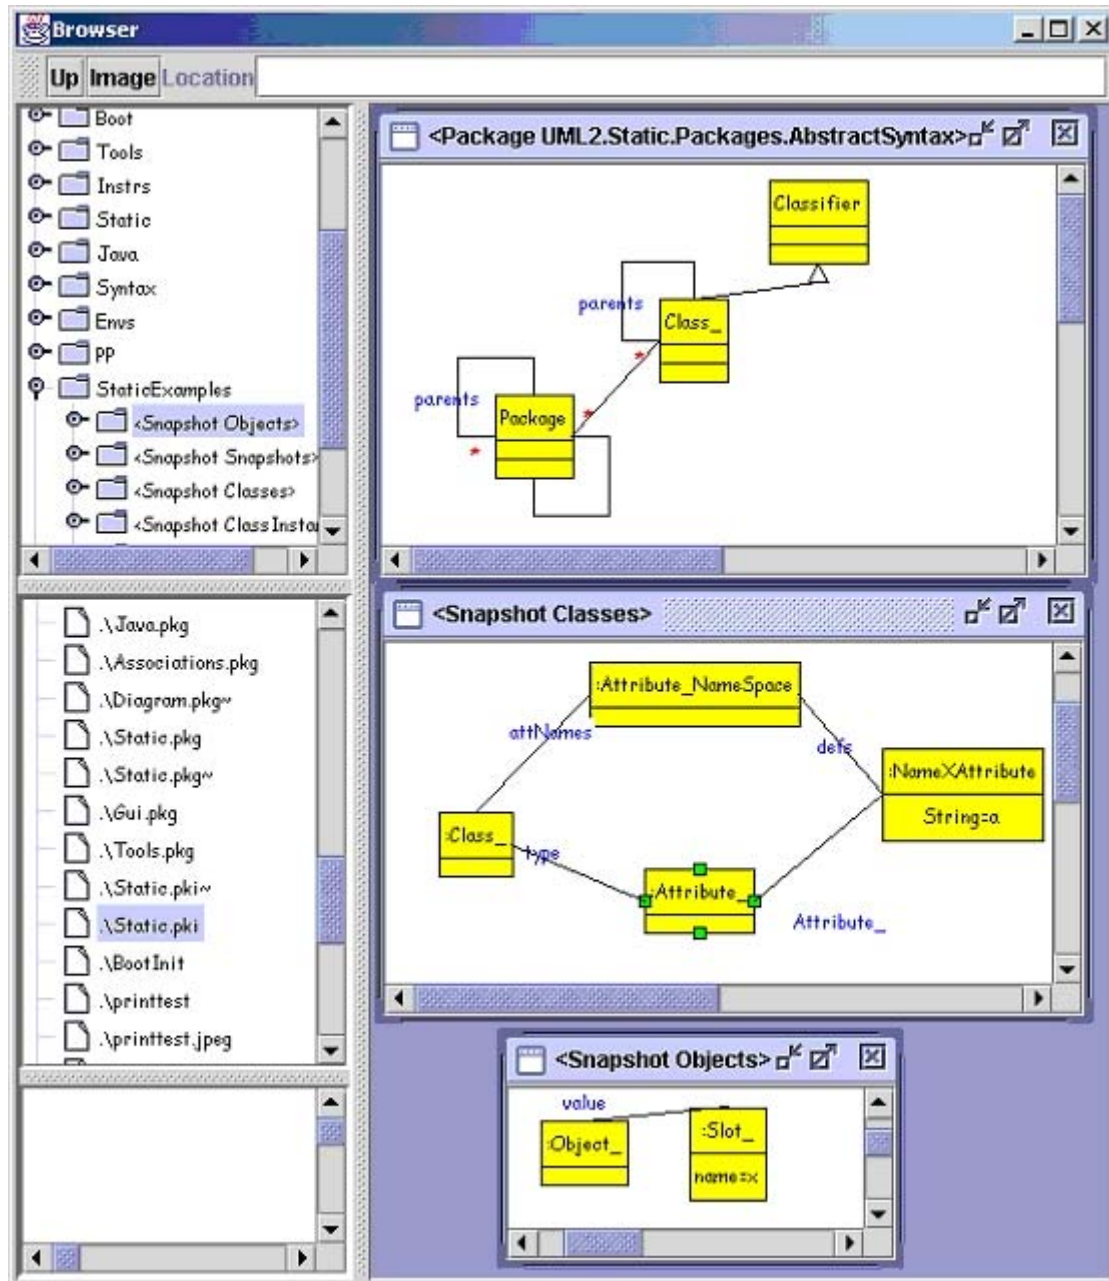 Browser
Up Image Location
Boot
Tools
Instrs
Static
Java
Syntax
Envs
PP
StaticExamples
<Snapshot Objects>
<Snapshot Snapshots>
<Snapshot Classes>
<Snapshot ClassInstan
.\Java.pkg
.\Associations.pkg
.\Diagram.pkg~
.\Static.pkg
.\Static.pkg~
.\Gui.pkg
.\Tools.pkg
.\Static.pki~
.\Static.pki
.\BootInit
.\printtest
.\printtest.jpeg
<Package UML2.Static.Packages.AbstractSyntax>
Classifier
parents
Class_
*
parents
*
Package
*
<Snapshot Classes>
:Attribute_NameSpace
attNames
defs
:NameXAttribute
String=a
:Class_
type
:Attribute_
Attribute_
<Snapshot Objects>
value
:Object_
:Slot_
name=x